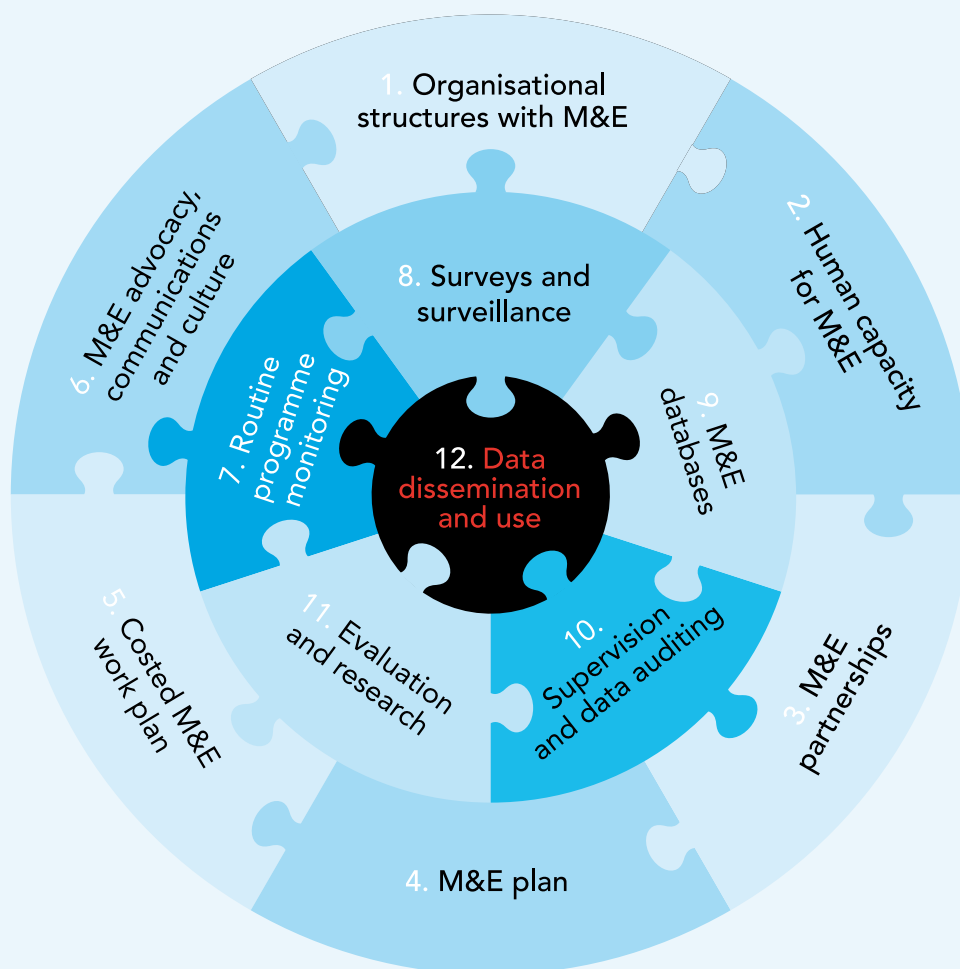 1. Organisational
structures with M&E
2. Human capacity
for M&E
3. M&E
partnerships
4. M&E plan
5. Costed M&E
work plan
6. M&E advocacy,
communications
and culture
7. Routine
programme
monitoring
8. Surveys and
surveillance
9. M&E
databases
10.
Supervision
and data auditing
11. Evaluation
and research
12. Data
dissemination
and use